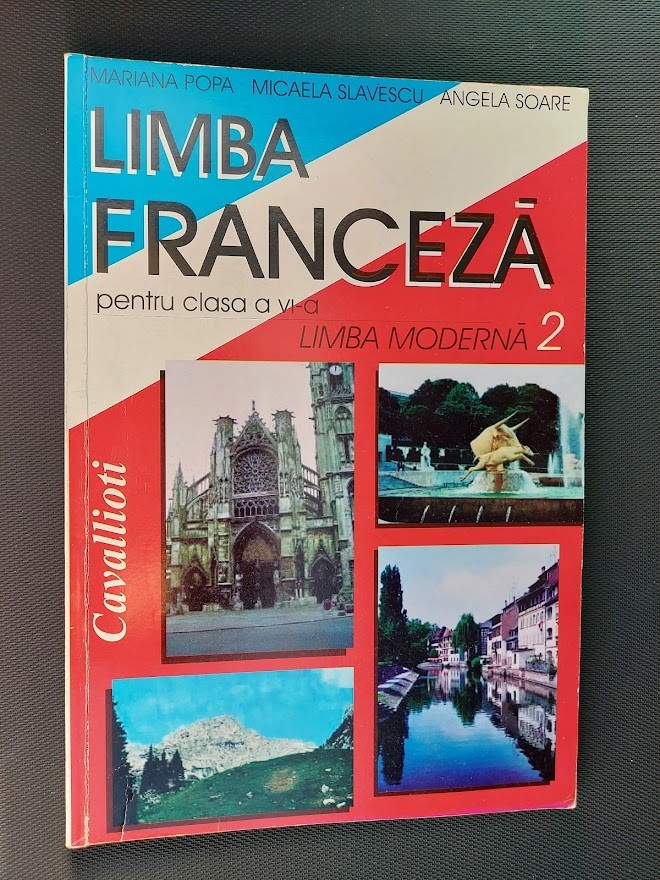 MARIANA POPA MICAELA SLAVESCU ANGELA SOARE
LIMBA
FRANCEZĂ
pentru clasa a VI-a
LIMBA MODERNĂ 2
Cavallioti